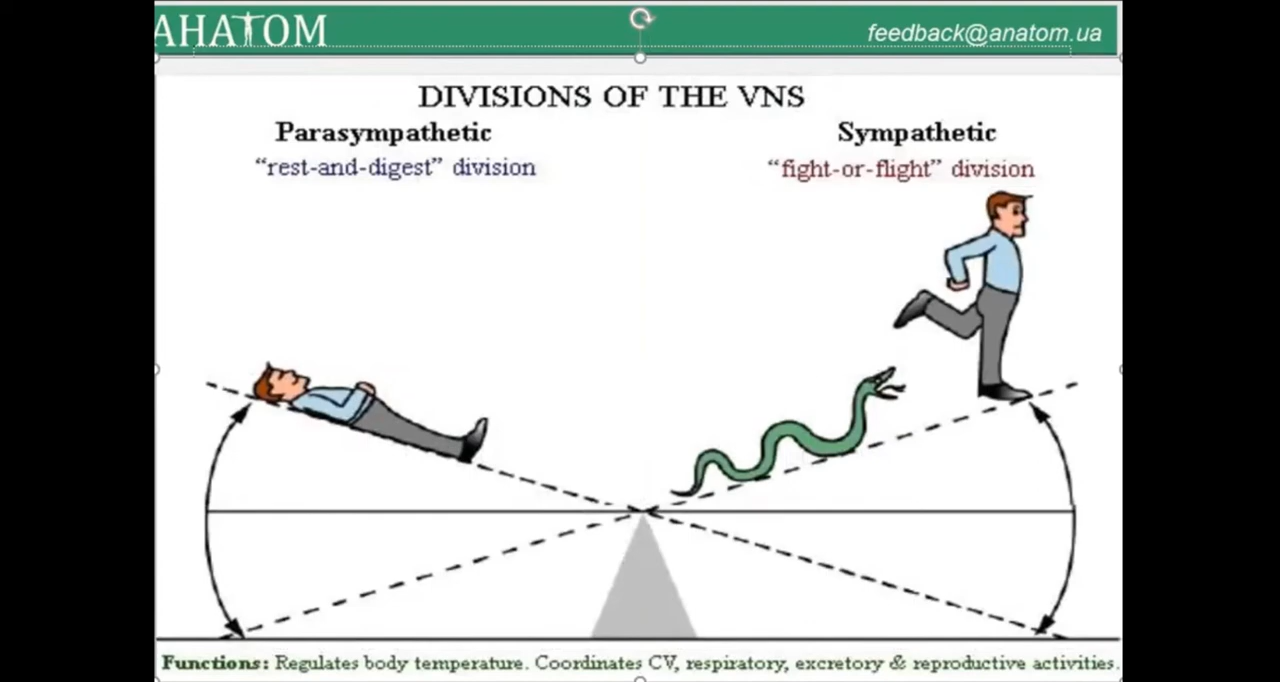 АНАТОМ
feedback@anatom.ua
DIVISIONS OF THE VNS
Parasympathetic
Sympathetic
“rest-and-digest” division
“fight-or-flight” division
Functions: Regulates body temperature. Coordinates CV, respiratory, excretory & reproductive activities.